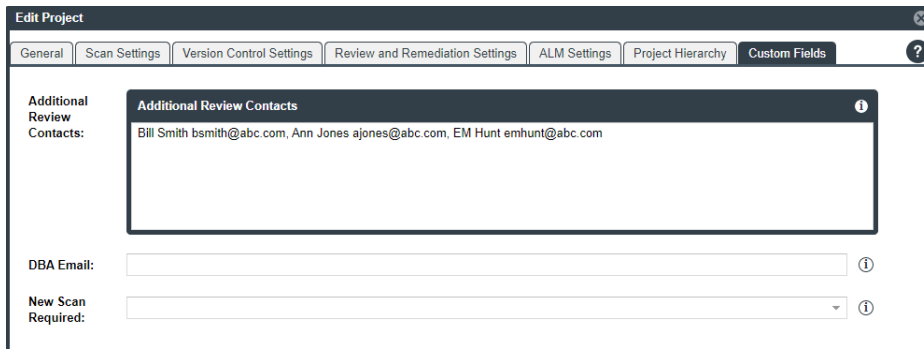 Edit Project
General Scan Settings Version Control Settings Review and Remediation Settings ALM Settings Project Hierarchy Custom Fields ?
Additional
Review
Contacts:
Additional Review Contacts i
Bill Smith bsmith@abc.com, Ann Jones ajones@abc.com, EM Hunt emhunt@abc.com
DBA Email: i
New Scan
Required: i